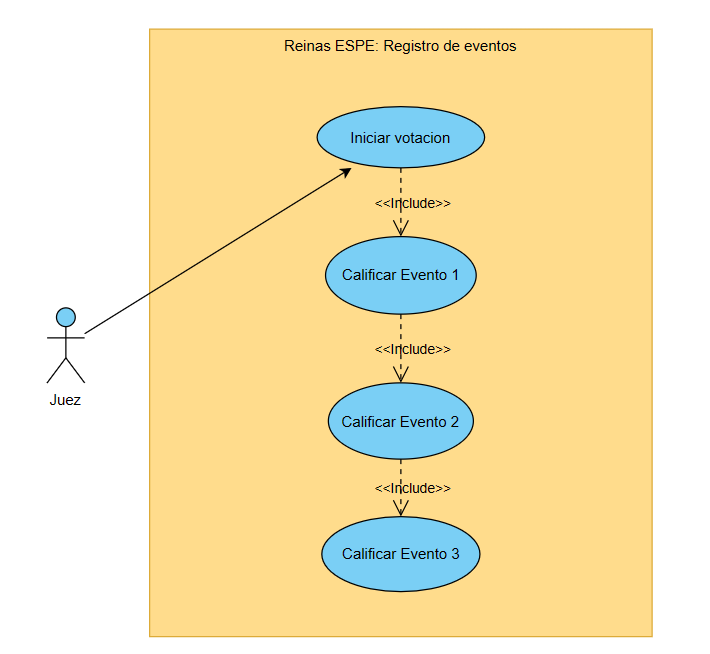 Reinas ESPE: Registro de eventos
Iniciar votacion
<<Include>>
Calificar Evento 1
<<Include>>
Juez
Calificar Evento 2
<<Include>>
Calificar Evento 3